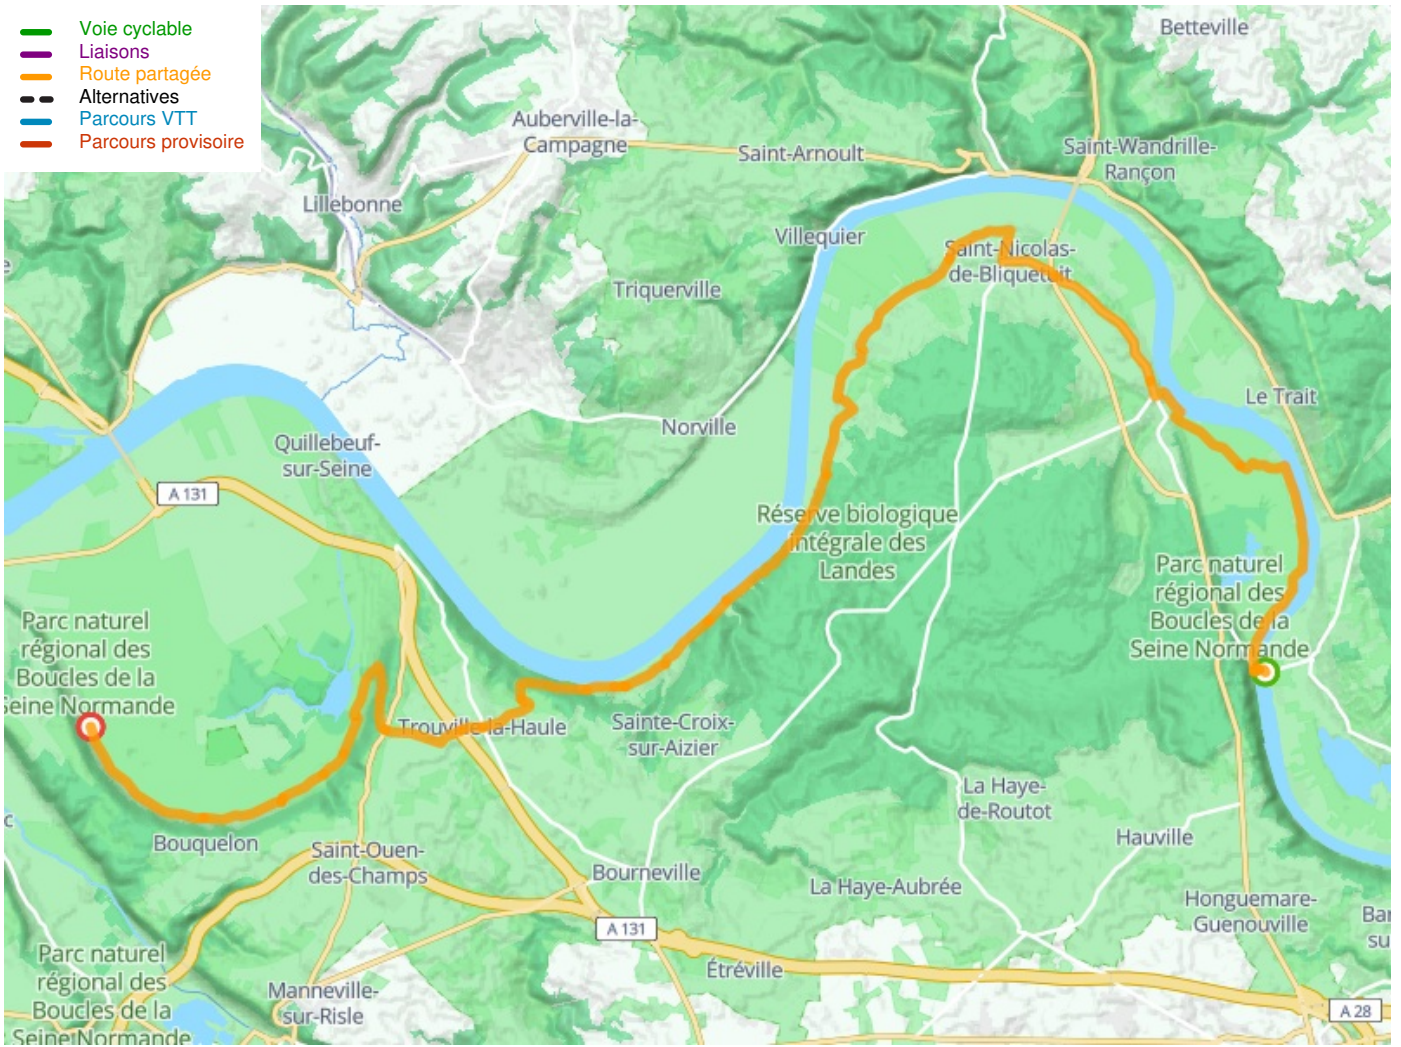 Voie cyclable
Liaisons
Route partagée
Alternatives
Parcours VTT
Parcours provisoire
Betteville
Auberville-la-
Campagne
Saint-Arnoult
Saint-Wandrille-
Rançon
Lillebonne
Villequier
Saint-Nicolas-
de-Bliquetuit
Triquerville
Le Trait
Norville
Quillebeuf-
sur-Seine
A 131
Réserve biologique
intégrale des
Landes
Parc naturel
régional des
Boucles de la
Seine Normande
Parc naturel
régional des
Boucles de la
Seine Normande
Trouville-la-Haule
Sainte-Croix-
sur-Aizier
La Haye-
de-Routot
Bouquelon
Saint-Ouen-
des-Champs
Hauville
Bourneville
La Haye-Aubrée
Honguemare-
Guenouville
Bar
su
A 131
Étréville
Parc naturel
régional des
Boucles de la
Seine Normande
Manneville-
sur-Risle
A 28